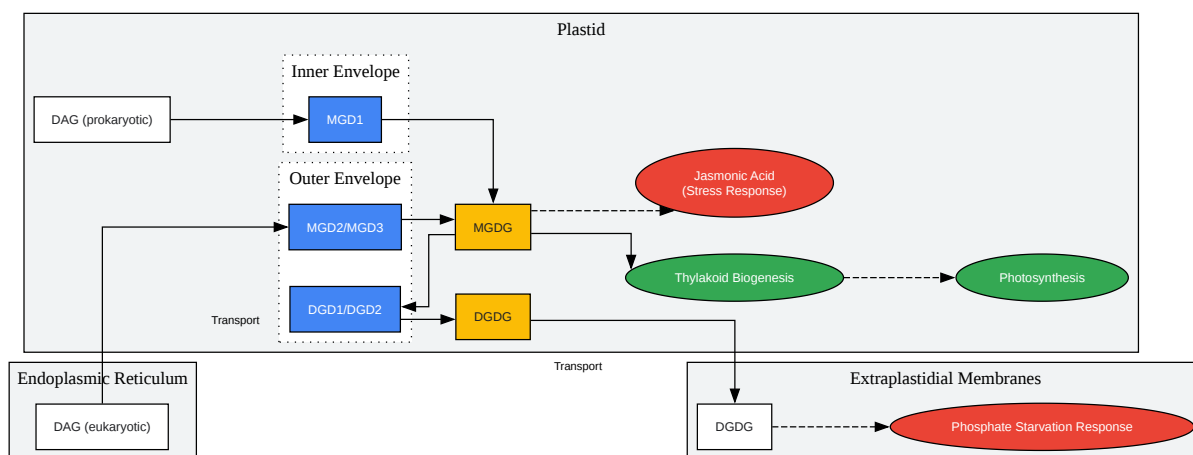 Plastid
Inner Envelope
DAG (prokaryotic)
MGD1
Outer Envelope
Jasmonic Acid
(Stress Response)
MGD2/MGD3
MGDG
Thylakoid Biogenesis
Photosynthesis
DGD1/DGD2
DGDG
Transport
Transport
Endoplasmic Reticulum
DAG (eukaryotic)
Extraplastidial Membranes
DGDG
Phosphate Starvation Response